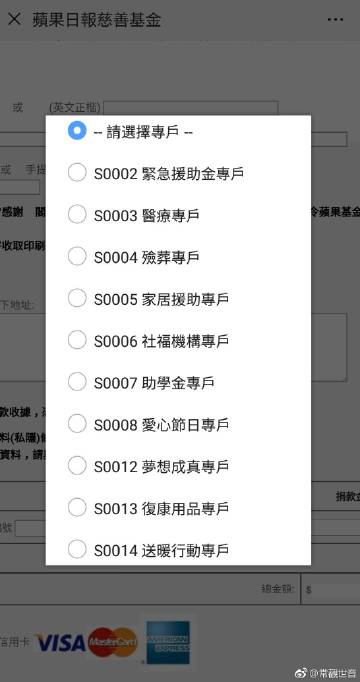 蘋果日報慈善基金
或 (英文正楷)
-- 請選擇專戶 --
或 手提
S0002 緊急援助金專戶
S0003 醫療專戶
感謝 閣
令蘋果基金
收取印刷
S0004 殮葬專戶
下地址:
S0005 家居援助專戶
S0006 社福機構專戶
S0007 助學金專戶
款收據,
S0008 愛心節日專戶
料(私隱)
資料,請
S0012 夢想成真專戶
捐款金
S0013 復康用品專戶
號
S0014 送暖行動專戶
總金額: $
信用卡 VISA MasterCard AMERICAN EXPRESS
@常觀世音